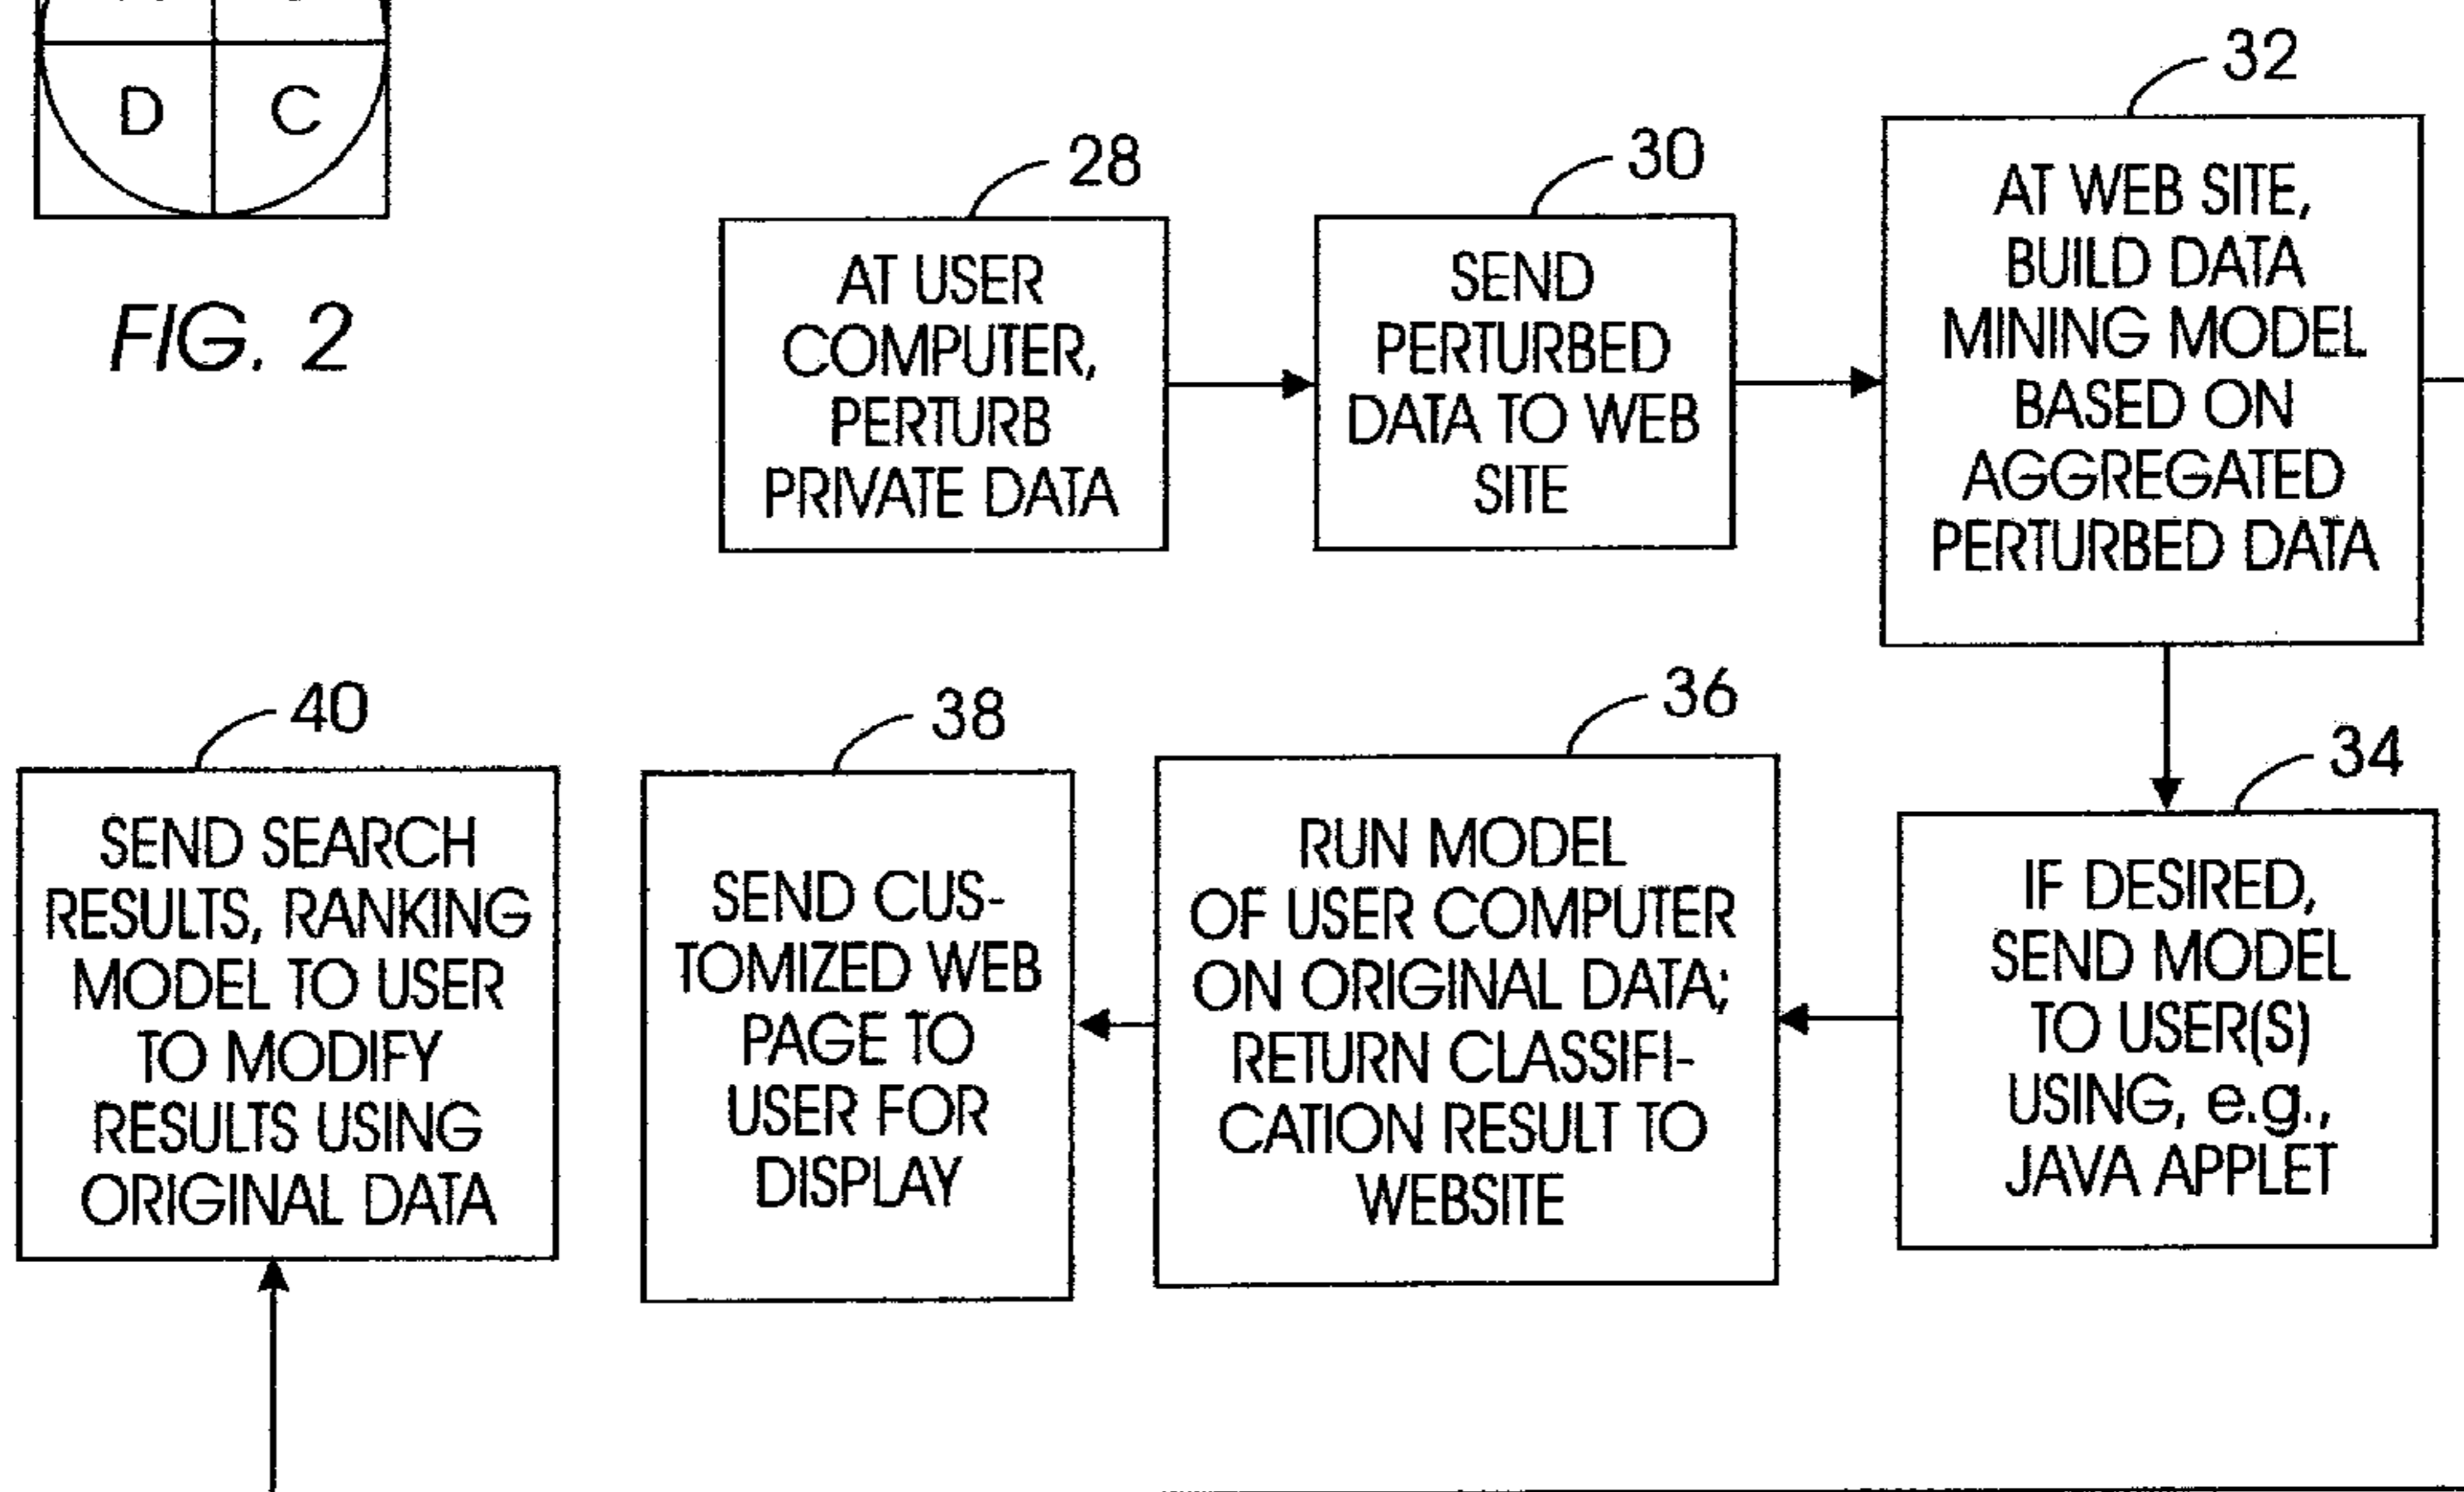 D
C
FIG. 2
28
AT USER
COMPUTER,
PERTURB
PRIVATE DATA
30
SEND
PERTURBED
DATA TO WEB
SITE
32
AT WEB SITE,
BUILD DATA
MINING MODEL
BASED ON
AGGREGATED
PERTURBED DATA
40
SEND SEARCH
RESULTS, RANKING
MODEL TO USER
TO MODIFY
RESULTS USING
ORIGINAL DATA
38
SEND CUS-
TOMIZED WEB
PAGE TO
USER FOR
DISPLAY
36
RUN MODEL
OF USER COMPUTER
ON ORIGINAL DATA;
RETURN CLASSIFI-
CATION RESULT TO
WEBSITE
34
IF DESIRED,
SEND MODEL
TO USER(S)
USING, e.g.,
JAVA APPLET